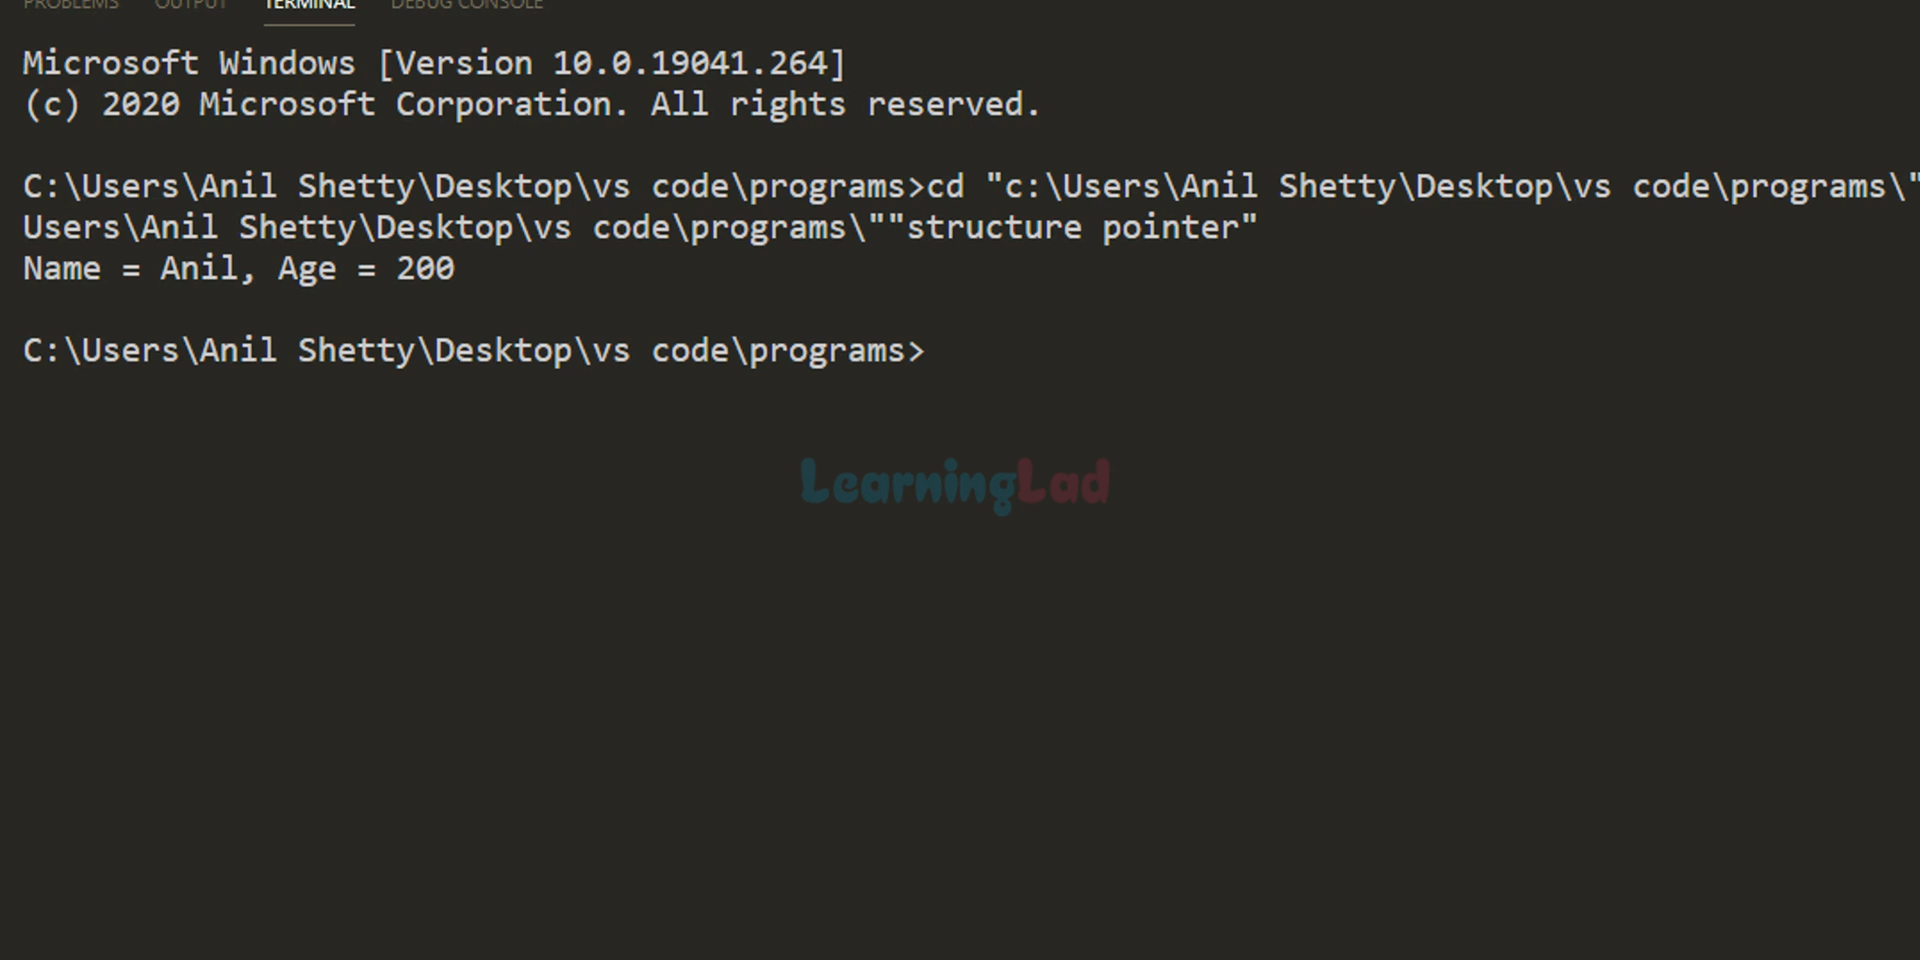 PROBLEMS OUTPUT TERMINAL DEBUG CONSOLE
Microsoft Windows [Version 10.0.19041.264]
(c) 2020 Microsoft Corporation. All rights reserved.
C:\Users\Anil Shetty\Desktop\vs code\programs>cd "c:\Users\Anil Shetty\Desktop\vs code\programs\"
Users\Anil Shetty\Desktop\vs code\programs\""structure pointer"
Name = Anil, Age = 200
C:\Users\Anil Shetty\Desktop\vs code\programs>
LearningLad